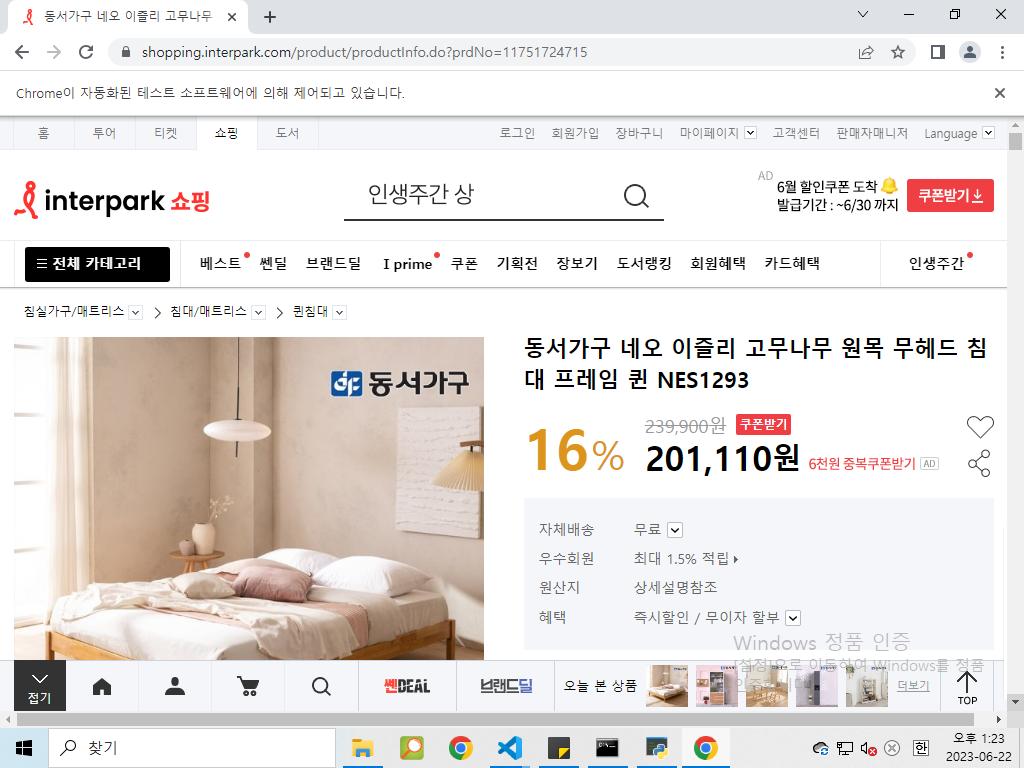 동서가구 네오 이즐리 고무나무
shopping.interpark.com/product/productInfo.do?prdNo=11751724715
Chrome이 자동화된 테스트 소프트웨어에 의해 제어되고 있습니다.
홈 투어 티켓 쇼핑 도서 로그인 회원가입 장바구니 마이페이지 고객센터 판매자매니저 Language
interpark 쇼핑
인생주간 상
AD
6월 할인쿠폰 도착
발급기간 : ~6/30 까지
쿠폰받기
전체 카테고리 베스트 쎈딜 브랜드딜 I prime 쿠폰 기획전 장보기 도서랭킹 회원혜택 카드혜택 인생주간
침실가구/매트리스 침대/매트리스 퀸침대
동서가구
동서가구 네오 이즐리 고무나무 원목 무헤드 침
대 프레임 퀸 NES1293
16%
239,900원 쿠폰받기
201,110원 6천원 중복쿠폰받기 AD
자체배송 무료
우수회원 최대 1.5% 적립
원산지 상세설명참조
혜택 즉시할인 / 무이자 할부
Windows 정품 인증
[설정]으로 이동하여 Windows를 정품
접기
쎈DEAL
브랜드딜
오늘 본 상품
더보기
TOP
찾기
한
오후 1:23
2023-06-22